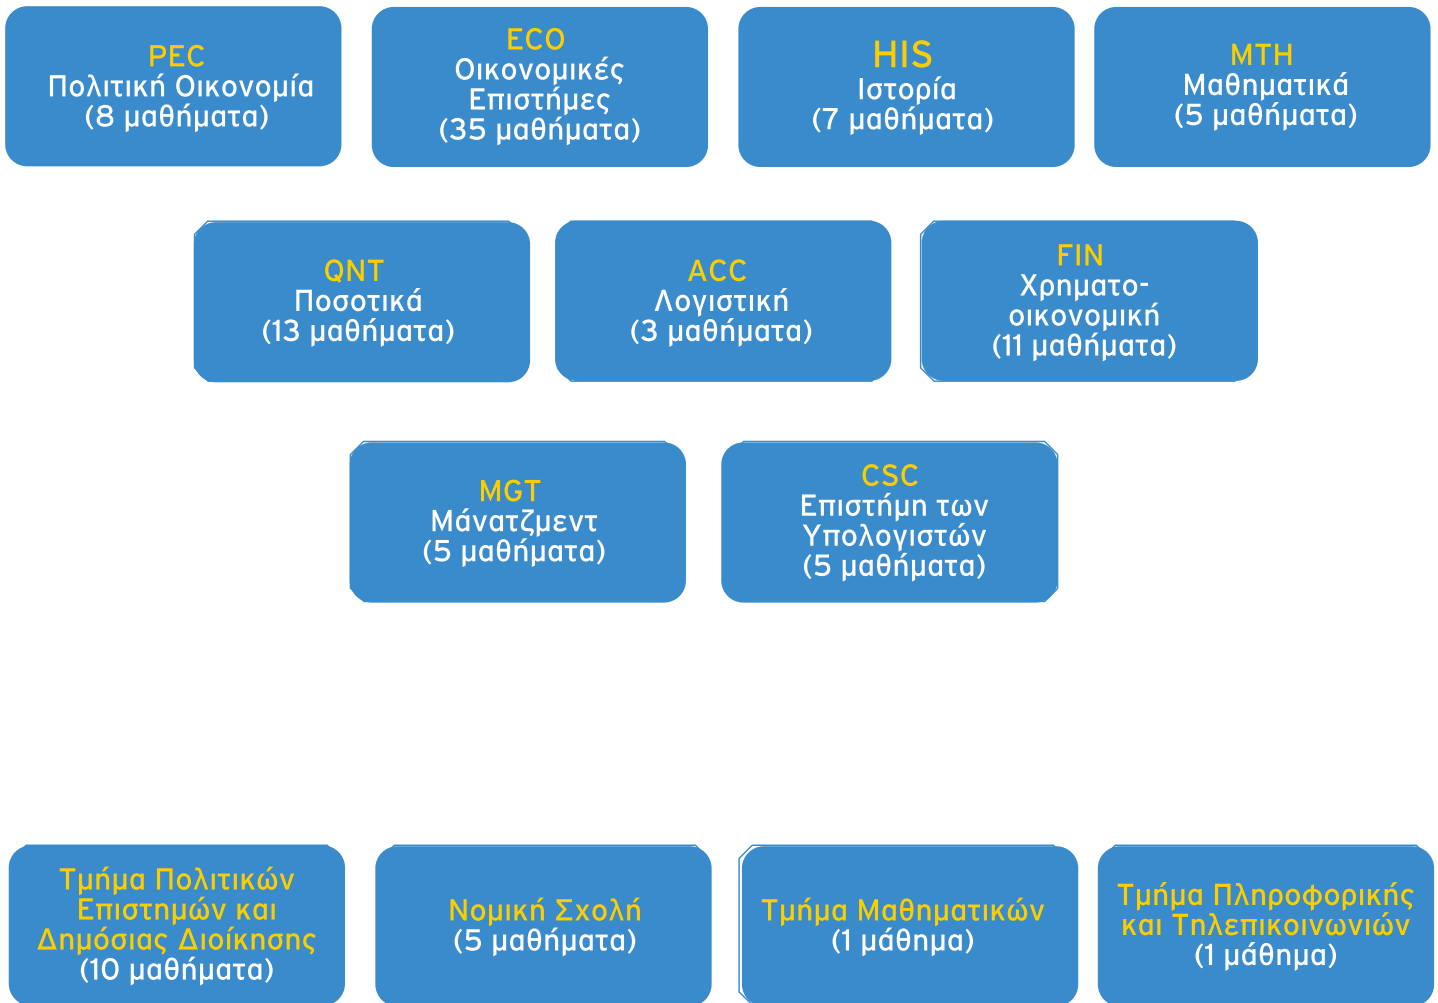 PEC
Πολιτική Οικονομία
(8 μαθήματα)
ECO
Οικονομικές
Επιστήμες
(35 μαθήματα)
HIS
Ιστορία
(7 μαθήματα)
MTH
Μαθηματικά
(5 μαθήματα)
QNT
Ποσοτικά
(13 μαθήματα)
ACC
Λογιστική
(3 μαθήματα)
FIN
Χρηματο-
οικονομική
(11 μαθήματα)
MGT
Μάνατζμεντ
(5 μαθήματα)
CSC
Επιστήμη των
Υπολογιστών
(5 μαθήματα)
Τμήμα Πολιτικών
Επιστημών και
Δημόσιας Διοίκησης
(10 μαθήματα)
Νομική Σχολή
(5 μαθήματα)
Τμήμα Μαθηματικών
(1 μάθημα)
Τμήμα Πληροφορικής
και Τηλεπικοινωνιών
(1 μάθημα)